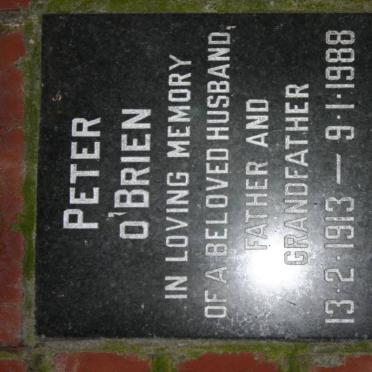 PETER
O'BRIEN
IN LOVING MEMORY
OF A BELOVED HUSBAND,
FATHER AND
GRANDFATHER
13·2·1913 — 9·1·1988